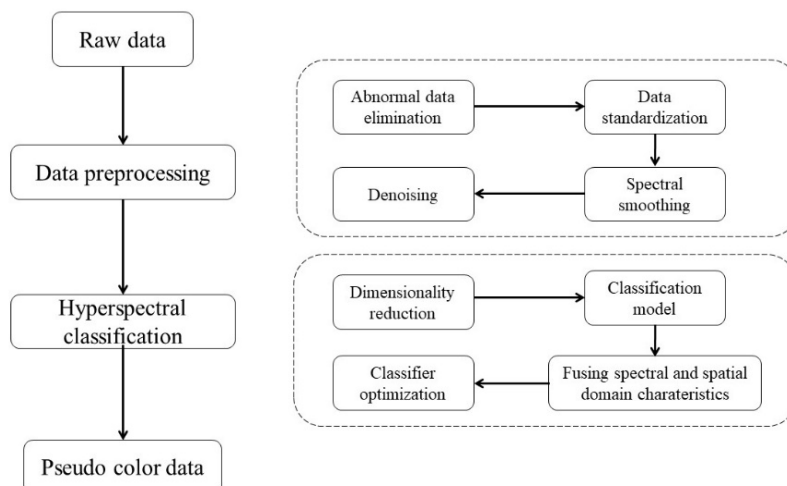 Raw data
Data preprocessing
Hyperspectral
classification
Pseudo color data
Abnormal data
elimination
Data
standardization
Denoising
Spectral
smoothing
Dimensionality
reduction
Classification
model
Classifier
optimization
Fusing spectral and spatial
domain charateristics